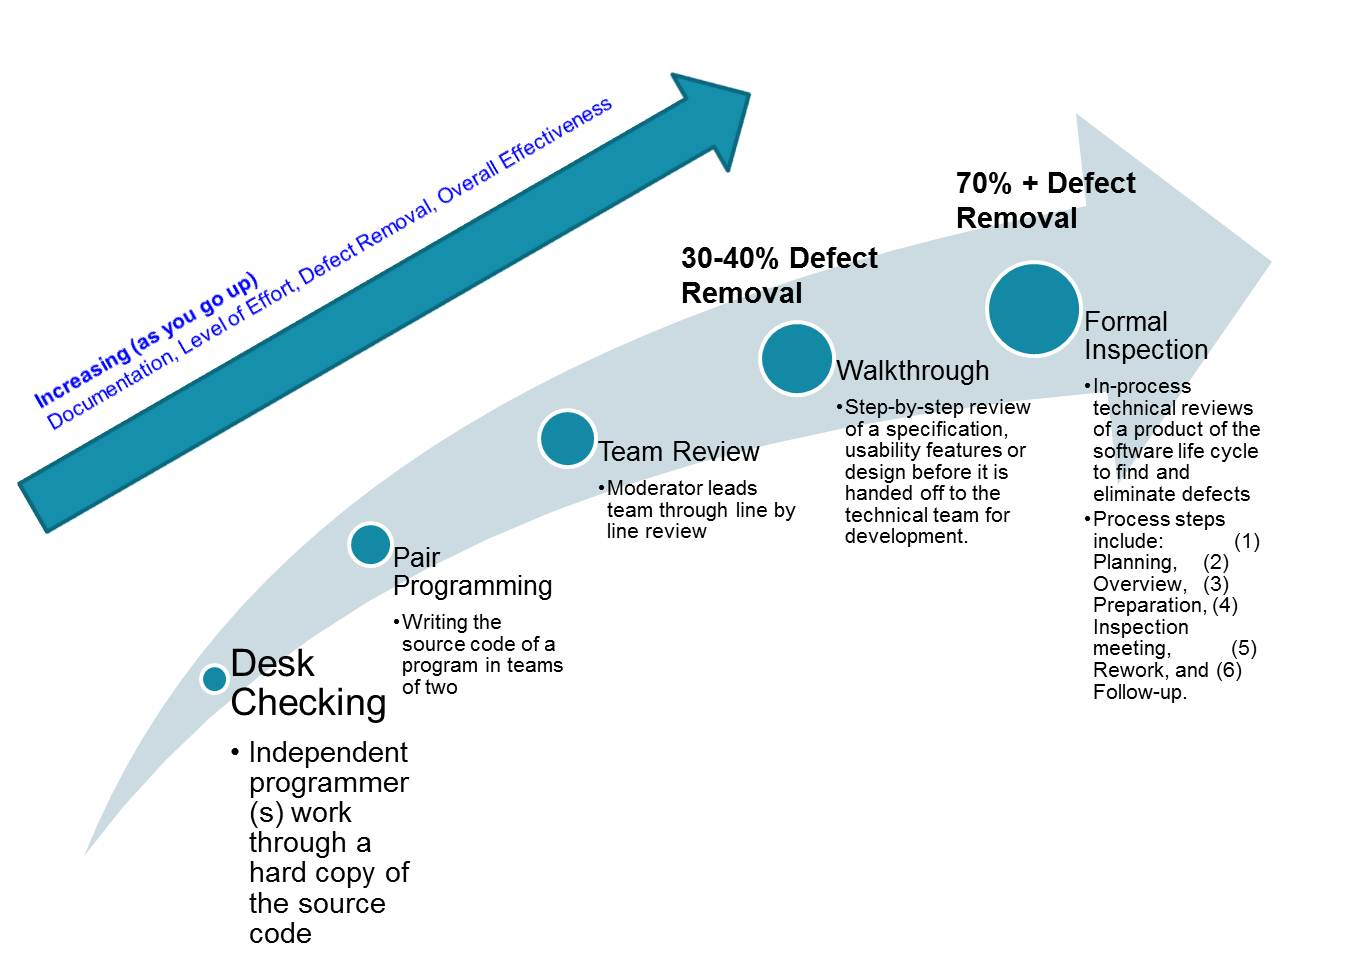 Increasing (as you go up)
Documentation, Level of Effort, Defect Removal, Overall Effectiveness
70% + Defect
Removal
30-40% Defect
Removal
Desk
Checking
• Independent
programmer
(s) work
through a
hard copy of
the source
code
Pair
Programming
•Writing the
source code of a
program in teams
of two
Team Review
•Moderator leads
team through line by
line review
Walkthrough
•Step-by-step review
of a specification,
usability features or
design before it is
handed off to the
technical team for
development.
Formal
Inspection
•In-process
technical reviews
of a product of the
software life cycle
to find and
eliminate defects
•Process steps
include: (1)
Planning, (2)
Overview, (3)
Preparation, (4)
Inspection
meeting, (5)
Rework, and (6)
Follow-up.